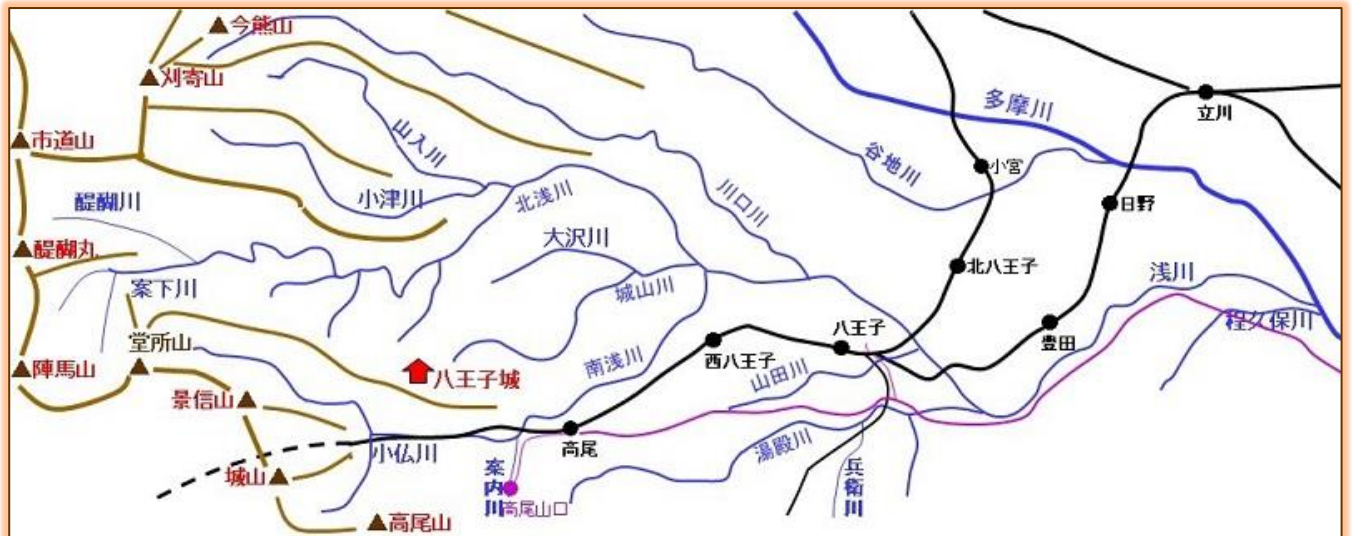 今熊山
刈寄山
市道山
山入川
小津川
醍醐川
醍醐丸
案下川
堂所山
陣馬山
景信山
城山
高尾山
小仏川
八王子城
北浅川
大沢川
城山川
南浅川
川口川
谷地川
多摩川
立川
小宮
日野
北八王子
八王子
西八王子
豊田
浅川
程久保川
山田川
高尾
湯殿川
案内川
高尾山口
兵衛川